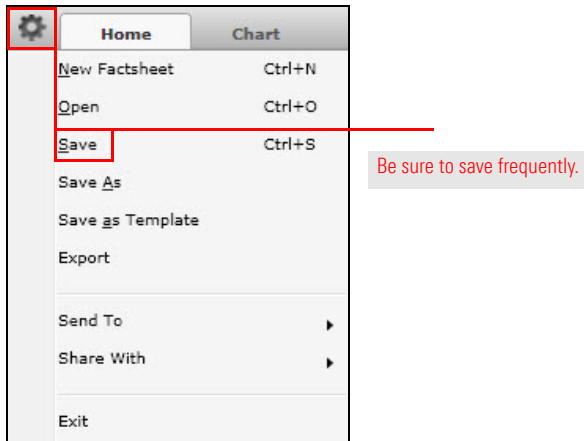 Home Chart
New Factsheet Ctrl+N
Open Ctrl+O
Save Ctrl+S
Be sure to save frequently.
Save As
Save as Template
Export
Send To
Share With
Exit